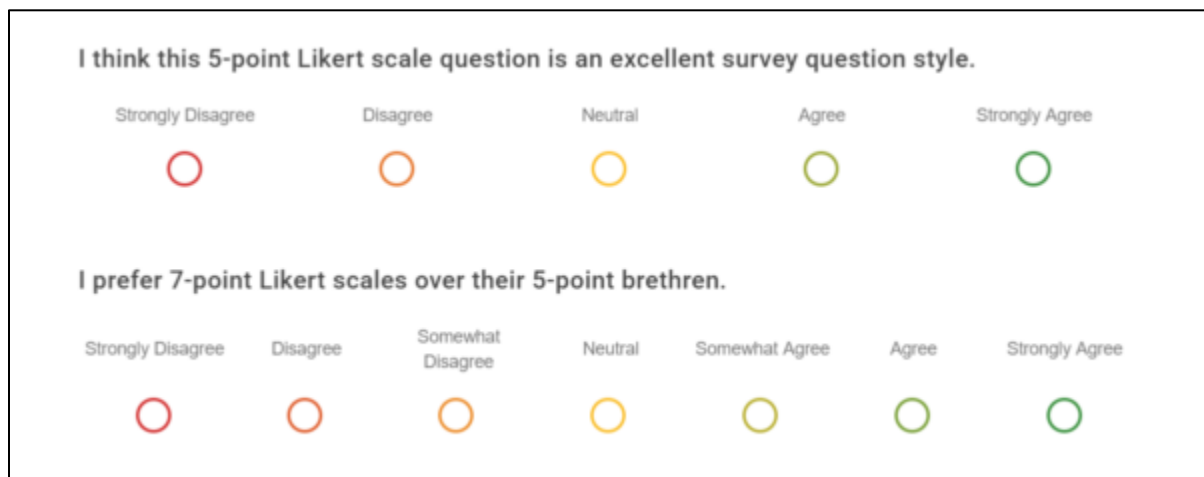 I think this 5-point Likert scale question is an excellent survey question style.
Strongly Disagree Disagree Neutral Agree Strongly Agree
I prefer 7-point Likert scales over their 5-point brethren.
Strongly Disagree Disagree Somewhat Disagree Neutral Somewhat Agree Agree Strongly Agree